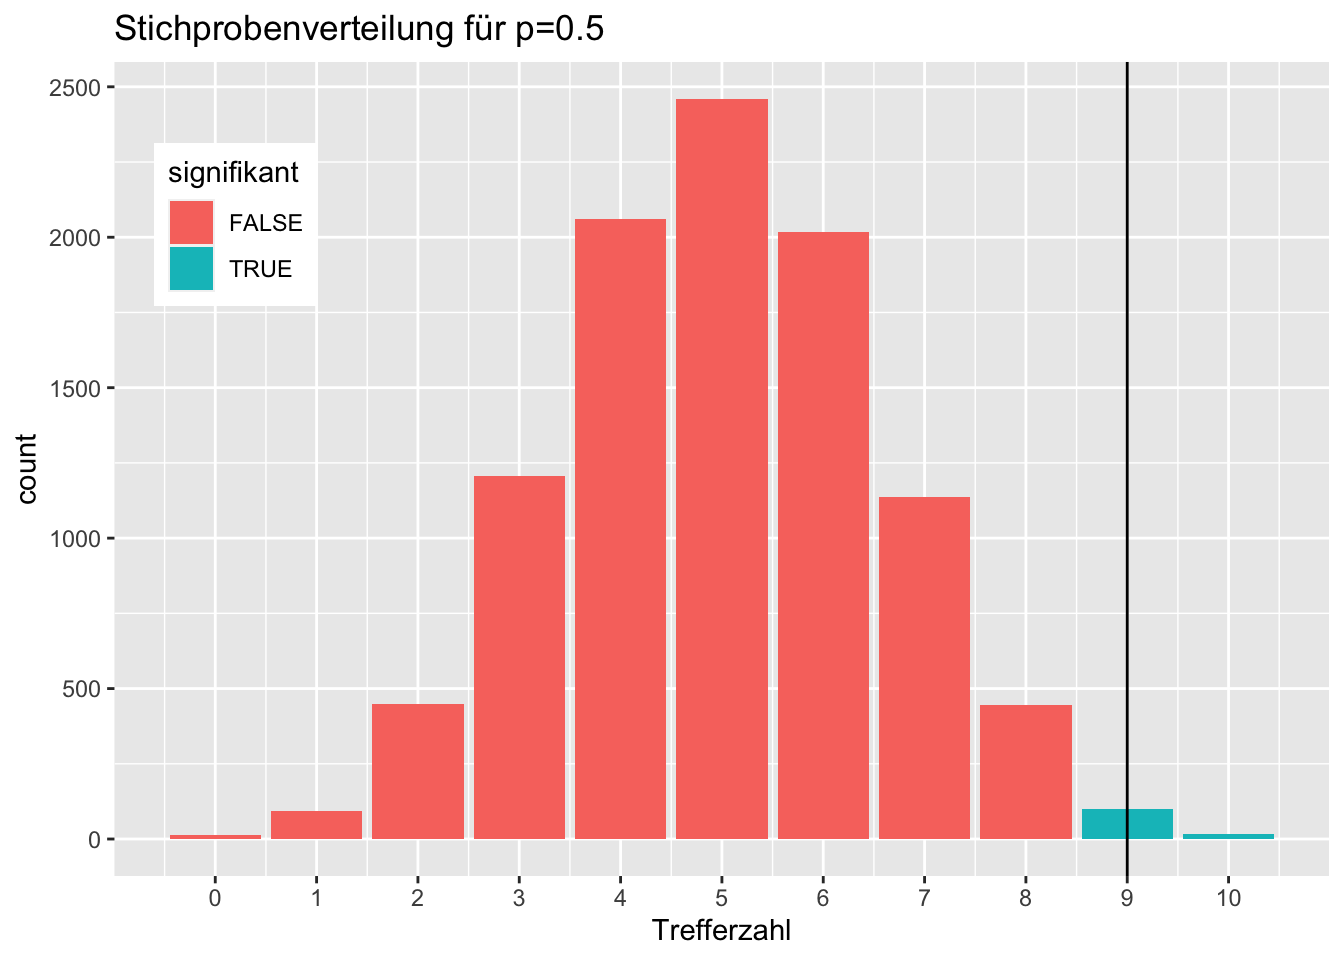 Stichprobenverteilung für p=0.5
2500
2000
1500
1000
500
0
count
signifikant
FALSE
TRUE
0 1 2 3 4 5 6 7 8 9 10
Trefferzahl